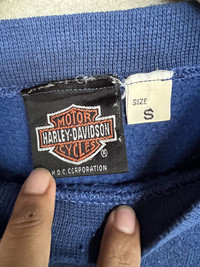 MOTOR
HARLEY-DAVIDSON
CYCLES
®
H.D.C. CORPORATION
SIZE
S